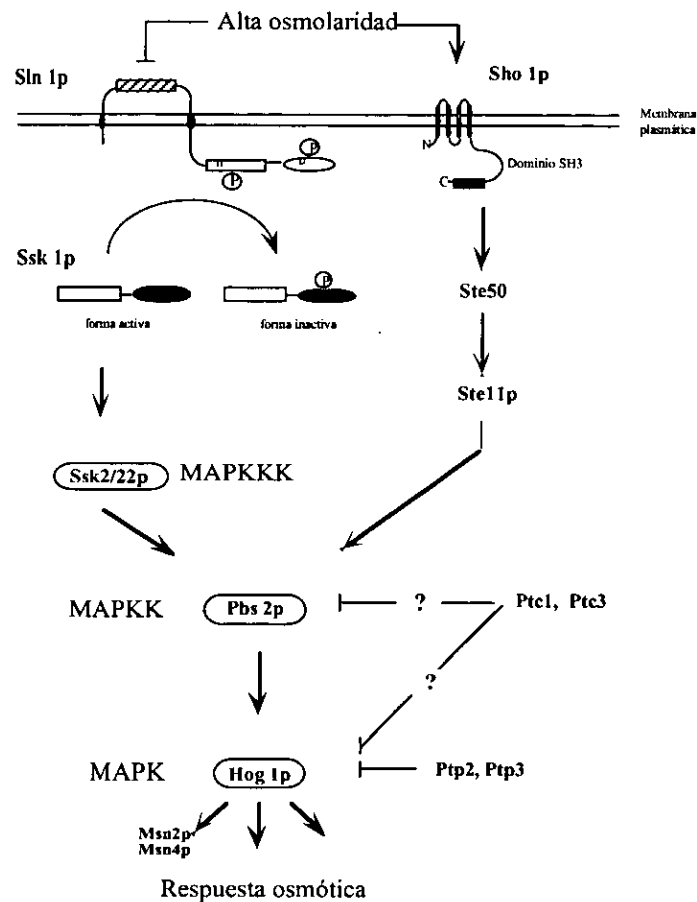 Alta osmolaridad
Sln 1p
Sho 1p
Membrana
plasmática
P
H
D
P
N
Dominio SH3
C
Ssk 1p
P
forma activa
forma inactiva
Ste50
Ste11p
Ssk2/22p
MAPKKK
MAPKK
Pbs 2p
?
Ptc1, Ptc3
?
MAPK
Hog 1p
Ptp2, Ptp3
Msn2p
Msn4p
Respuesta osmótica